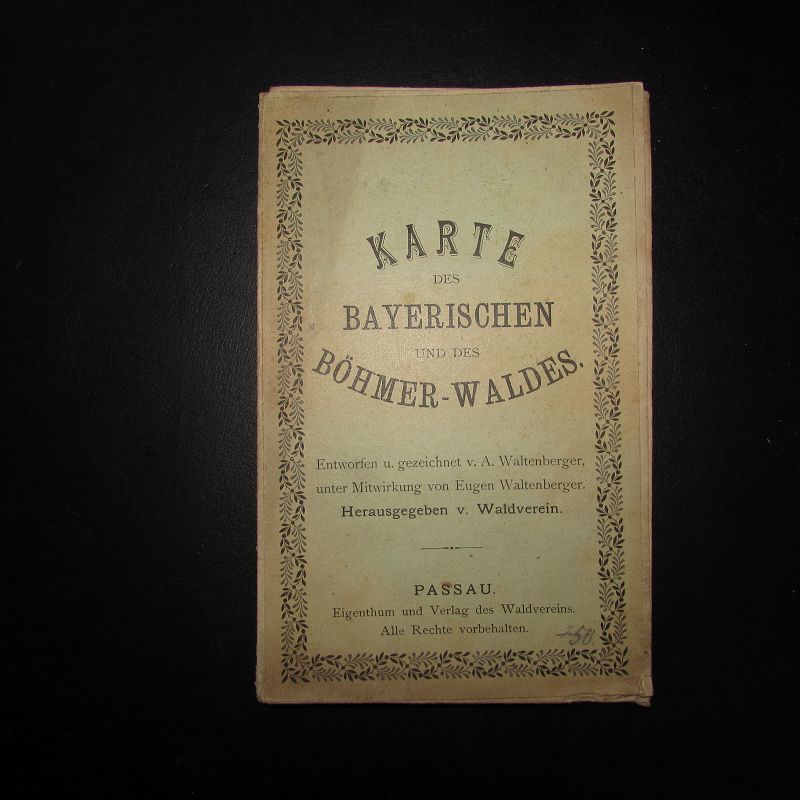 KARTE
DES
BAYERISCHEN
UND DES
BÖHMER-WALDES.
Entworfen u. gezeichnet v. A. Waltenberger,
unter Mitwirkung von Eugen Waltenberger.
Herausgegeben v. Waldverein.
PASSAU.
Eigenthum und Verlag des Waldvereins.
Alle Rechte vorbehalten.